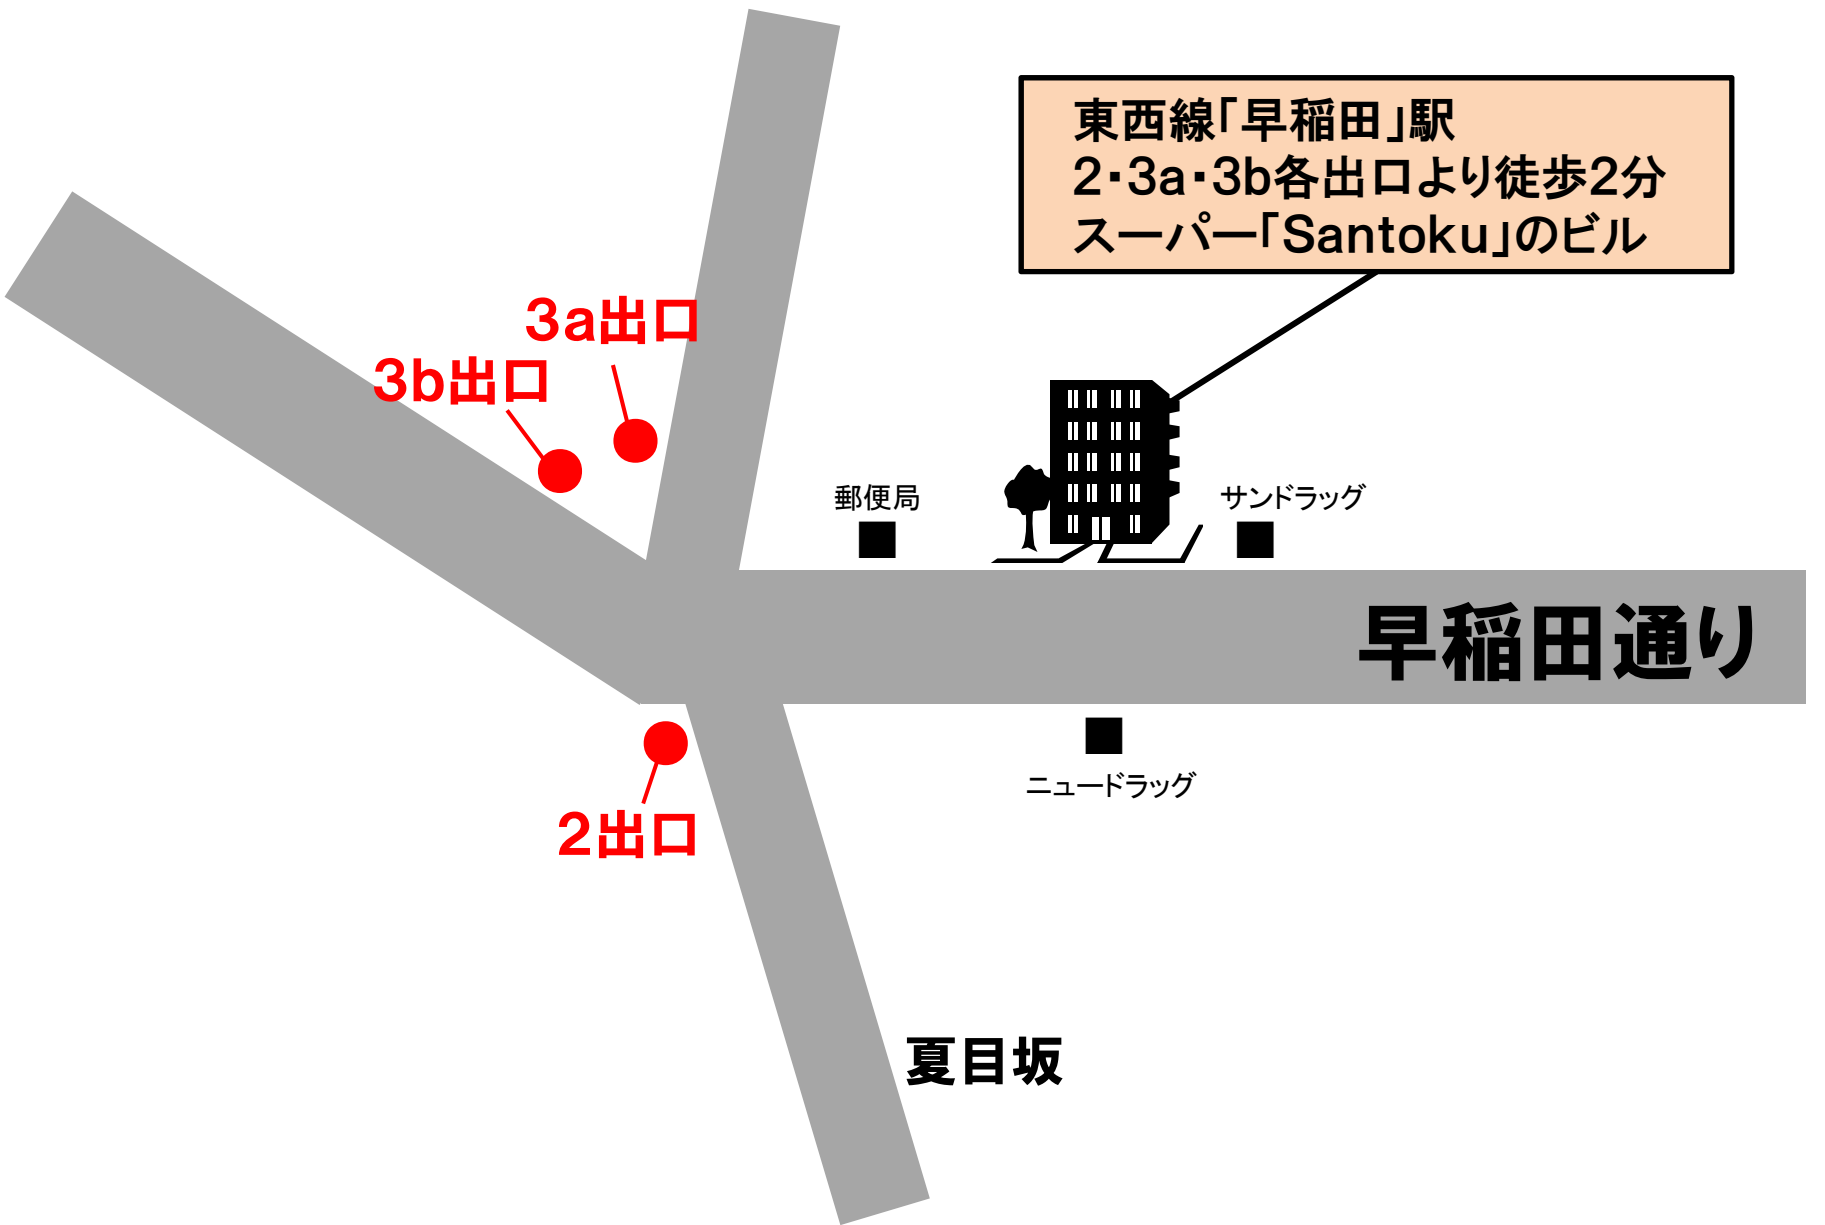 東西線「早稲田」駅
2・3a・3b各出口より徒歩2分
スーパー「Santoku」のビル
3a出口
3b出口
郵便局
サンドラッグ
早稲田通り
ニュードラッグ
2出口
夏目坂